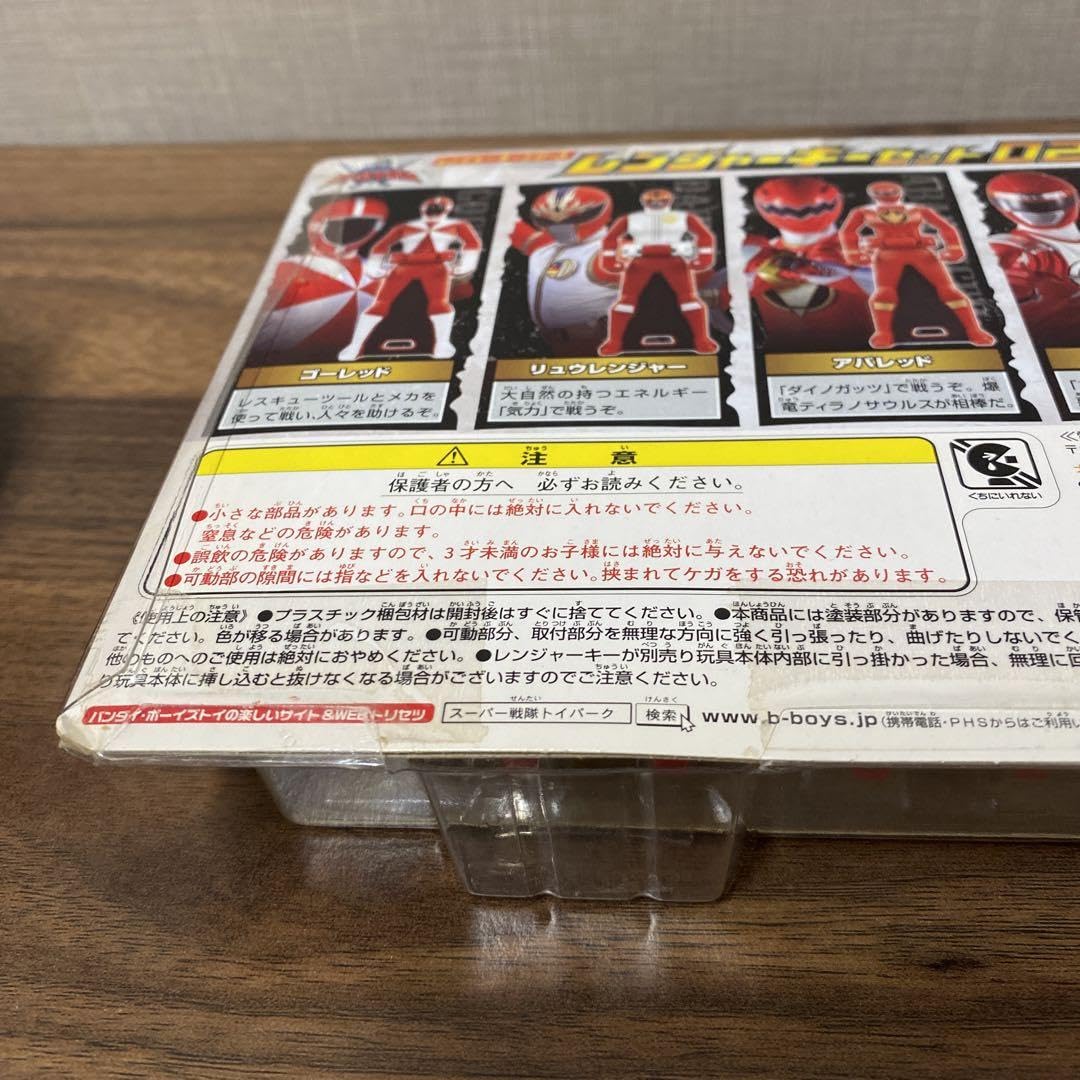 レンジャーキーセット02
ゴーレッド
レスキューツールとメカを
使って戦い、人々を助けるぞ。
リュウレンジャー
大自然の持つエネルギー
「気力」で戦うぞ。
アバレッド
「ダイノガッツ」で戦うぞ。爆
竜ティラノサウルスが相棒だ。
注意
保護者の方へ 必ずお読みください。
●小さな部品があります。口の中には絶対に入れないでください。
窒息などの危険があります。
●誤飲の危険がありますので、3才未満のお子様には絶対に与えないでください。
●可動部の隙間には指などを入れないでください。挟まれてケガをする恐れがあります。
くちにいれない
《使用上の注意》●プラスチック梱包材は開封後はすぐに捨ててください。●本商品には塗装部分がありますので、保
てください。色が移る場合があります。●可動部分、取付部分を無理な方向に強く引っ張ったり、曲げたりしないでく
他のものへのご使用は絶対におやめください。●レンジャーキーが別売り玩具本体内部に引っ掛かった場合、無理に回
り玩具本体に挿し込むと抜けなくなる場合がございますのでご注意ください。
バンダイ・ボーイズトイの楽しいサイト&WEBトリセツ スーパー戦隊トイパーク 検索 www.b-boys.jp(携帯電話・PHSからはご利用い